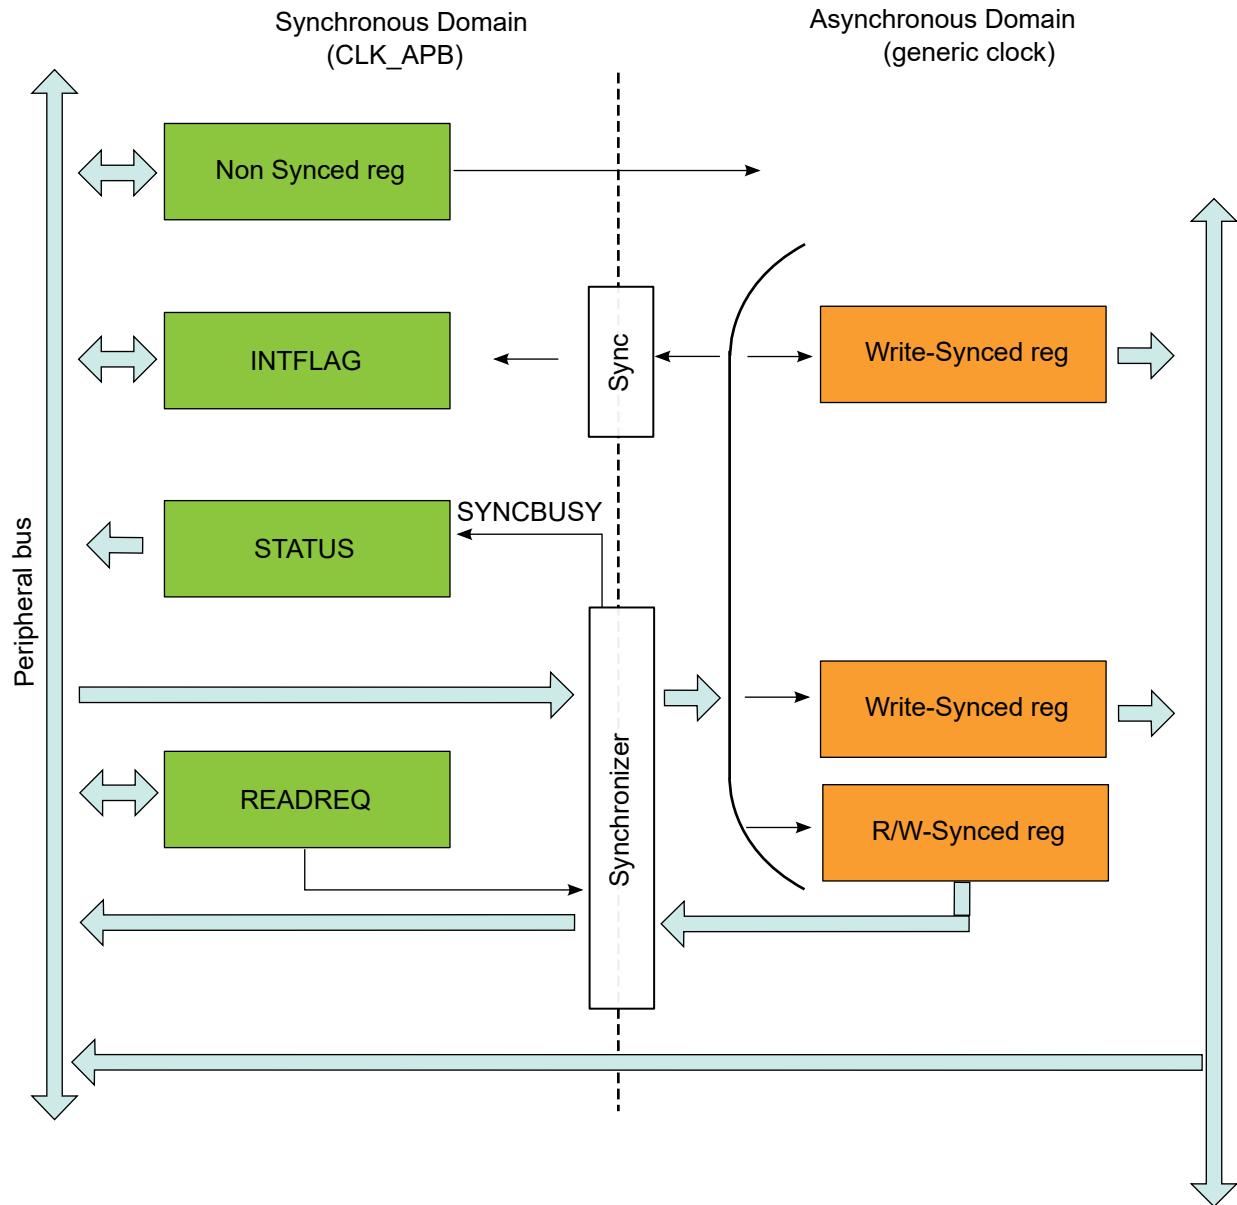 Synchronous Domain
(CLK_APB)
Asynchronous Domain
(generic clock)
Non Synced reg
INTFLAG
Sync
Write-Synced reg
SYNCBUSY
STATUS
Peripheral bus
Write-Synced reg
Synchronizer
READREQ
R/W-Synced reg